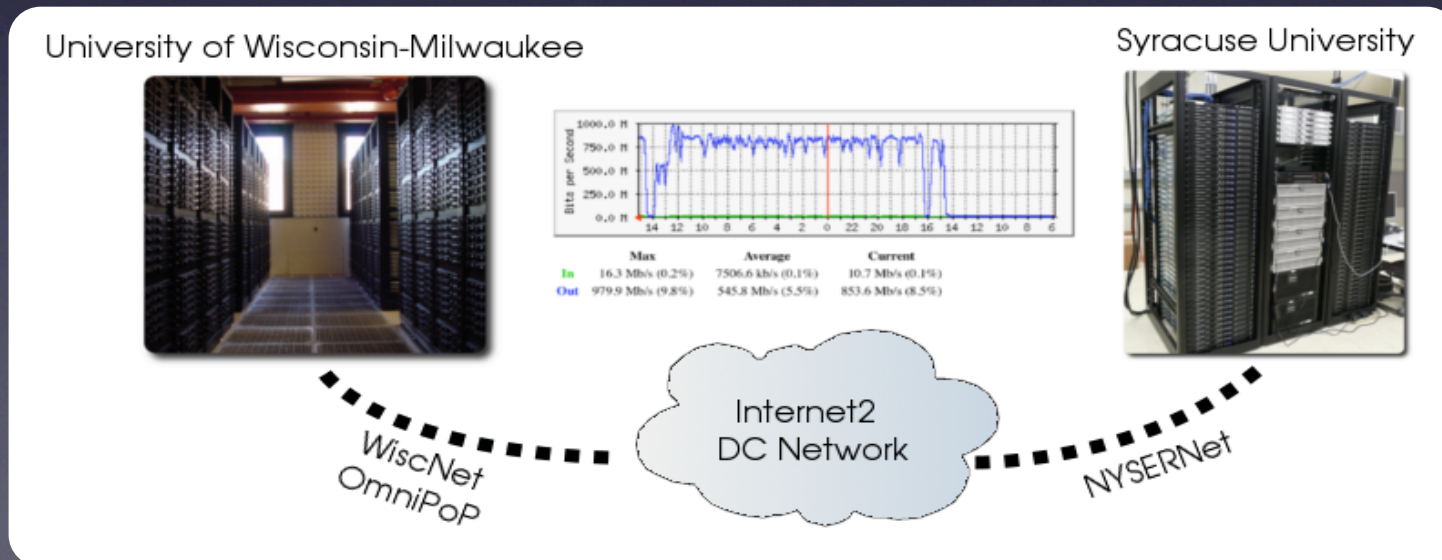 University of Wisconsin-Milwaukee
Syracuse University
Bits per Second
1000.0 M
750.0 M
500.0 M
250.0 M
0.0 M
14 12 10 8 6 4 2 0 22 20 18 16 14 12 10 8 6
Max Average Current
In 16.3 Mb/s (0.2%) 7506.6 kb/s (0.1%) 10.7 Mb/s (0.1%)
Out 979.9 Mb/s (9.8%) 545.8 Mb/s (5.5%) 853.6 Mb/s (8.5%)
Internet2
DC Network
WiscNet
OmniPoP
NYSERNet